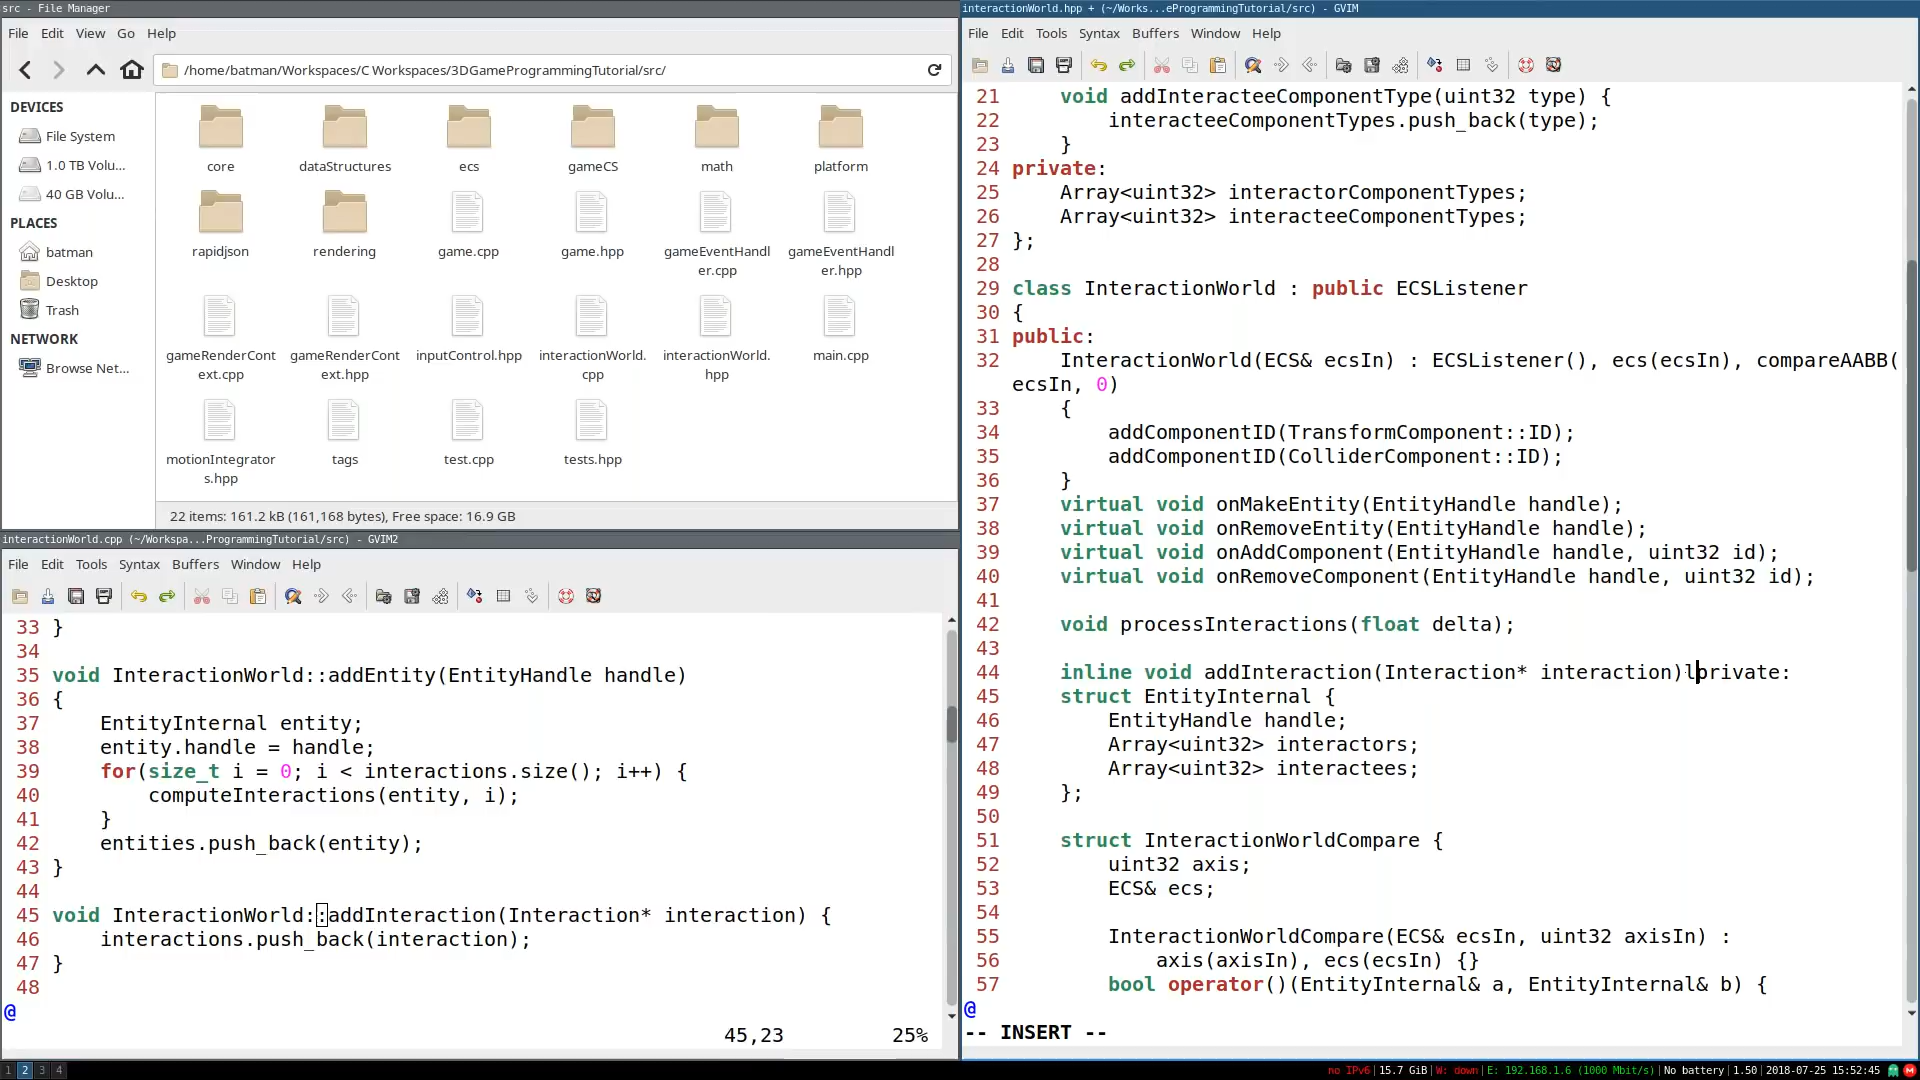 src - File Manager
File Edit View Go Help
/home/batman/Workspaces/C Workspaces/3DGameProgrammingTutorial/src/
DEVICES
File System
1.0 TB Volu...
40 GB Volu...
PLACES
batman
Desktop
Trash
NETWORK
Browse Net...
core dataStructures ecs gameCS math platform
rapidjson rendering game.cpp game.hpp gameEventHandl gameEventHandl
er.cpp er.hpp
gameRenderCont gameRenderCont inputControl.hpp interactionWorld. interactionWorld. main.cpp
ext.cpp ext.hpp cpp hpp
motionIntegrator tags test.cpp tests.hpp
s.hpp
22 items: 161.2 kB (161,168 bytes), Free space: 16.9 GB
interactionWorld.cpp (~/Workspa...ProgrammingTutorial/src) - GVIM2
File Edit Tools Syntax Buffers Window Help
33 }
34
35 void InteractionWorld::addEntity(EntityHandle handle)
36 {
37     EntityInternal entity;
38     entity.handle = handle;
39     for(size_t i = 0; i < interactions.size(); i++) {
40         computeInteractions(entity, i);
41     }
42     entities.push_back(entity);
43 }
44
45 void InteractionWorld::addInteraction(Interaction* interaction) {
46     interactions.push_back(interaction);
47 }
48
@
45,23 25%
interactionWorld.hpp + (~/Works...eProgrammingTutorial/src) - GVIM
File Edit Tools Syntax Buffers Window Help
21     void addInteracteeComponentType(uint32 type) {
22         interacteeComponentTypes.push_back(type);
23     }
24 private:
25     Array<uint32> interactorComponentTypes;
26     Array<uint32> interacteeComponentTypes;
27 };
28
29 class InteractionWorld : public ECSListener
30 {
31 public:
32     InteractionWorld(ECS& ecsIn) : ECSListener(), ecs(ecsIn), compareAABB(
ecsIn, 0)
33     {
34         addComponentID(TransformComponent::ID);
35         addComponentID(ColliderComponent::ID);
36     }
37     virtual void onMakeEntity(EntityHandle handle);
38     virtual void onRemoveEntity(EntityHandle handle);
39     virtual void onAddComponent(EntityHandle handle, uint32 id);
40     virtual void onRemoveComponent(EntityHandle handle, uint32 id);
41
42     void processInteractions(float delta);
43
44     inline void addInteraction(Interaction* interaction)lprivate:
45     struct EntityInternal {
46         EntityHandle handle;
47         Array<uint32> interactors;
48         Array<uint32> interactees;
49     };
50
51     struct InteractionWorldCompare {
52         uint32 axis;
53         ECS& ecs;
54
55         InteractionWorldCompare(ECS& ecsIn, uint32 axisIn) :
56             axis(axisIn), ecs(ecsIn) {}
57         bool operator()(EntityInternal& a, EntityInternal& b) {
@
-- INSERT --
1 2 3 4
no IPv6|15.7 GiB|W: down|E: 192.168.1.6 (1000 Mbit/s)|No battery|1.50|2018-07-25 15:52:45